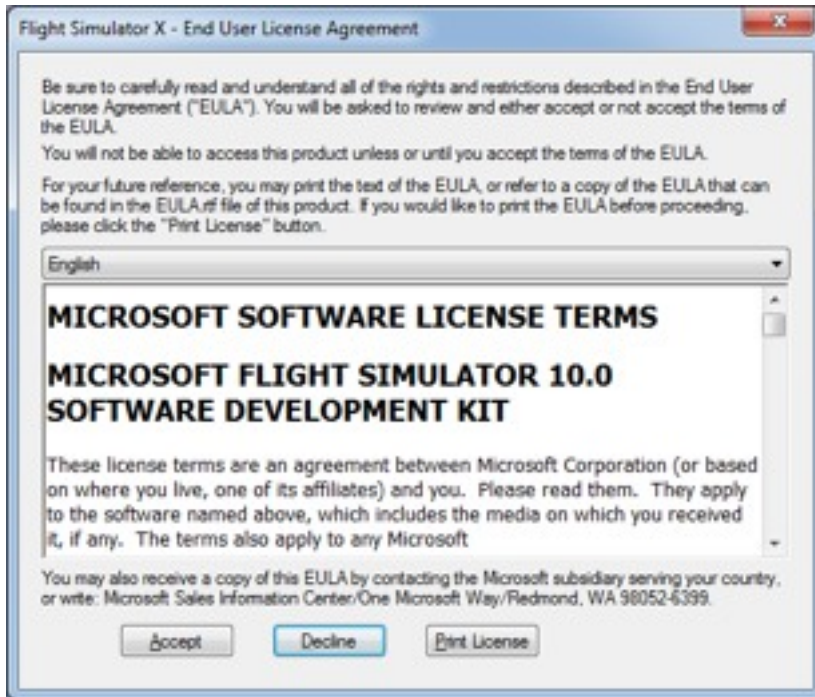 Flight Simulator X - End User License Agreement
Be sure to carefully read and understand all of the rights and restrictions described in the End User
License Agreement ("EULA"). You will be asked to review and either accept or not accept the terms of
the EULA.
You will not be able to access this product unless or until you accept the terms of the EULA.
For your future reference, you may print the text of the EULA, or refer to a copy of the EULA that can
be found in the EULA.rtf file of this product. If you would like to print the EULA before proceeding,
please click the "Print License" button.
English
MICROSOFT SOFTWARE LICENSE TERMS
MICROSOFT FLIGHT SIMULATOR 10.0
SOFTWARE DEVELOPMENT KIT
These license terms are an agreement between Microsoft Corporation (or based
on where you live, one of its affiliates) and you.  Please read them.  They apply
to the software named above, which includes the media on which you received
it, if any.  The terms also apply to any Microsoft
You may also receive a copy of this EULA by contacting the Microsoft subsidiary serving your country,
or write: Microsoft Sales Information Center/One Microsoft Way/Redmond, WA 98052-6399.
Accept Decline Print License